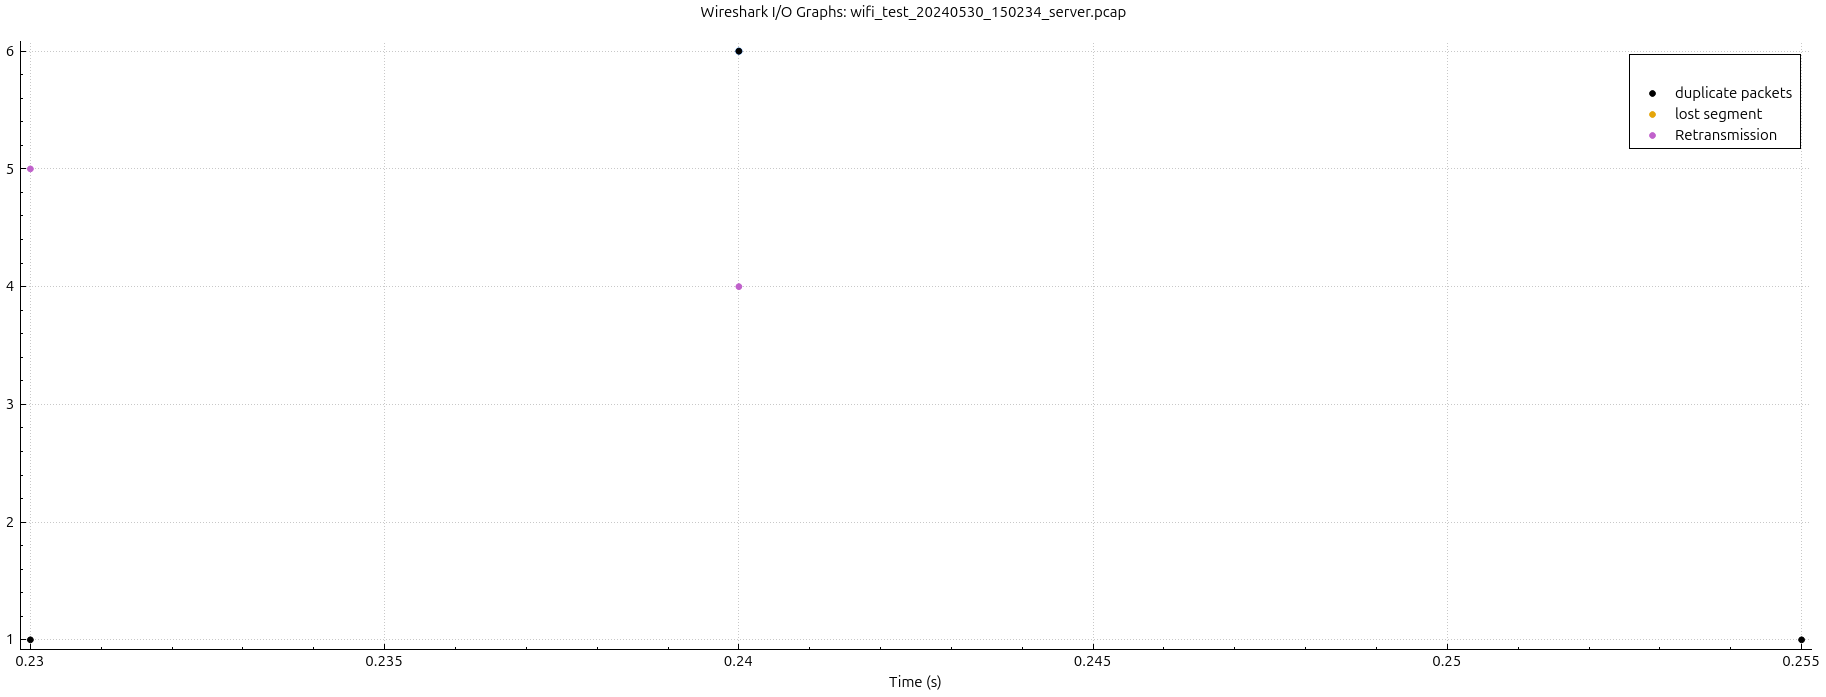 Wireshark I/O Graphs: wifi_test_20240530_150234_server.pcap
6
5
4
3
2
1
duplicate packets
lost segment
Retransmission
0.23 0.235 0.24 0.245 0.25 0.255
Time (s)